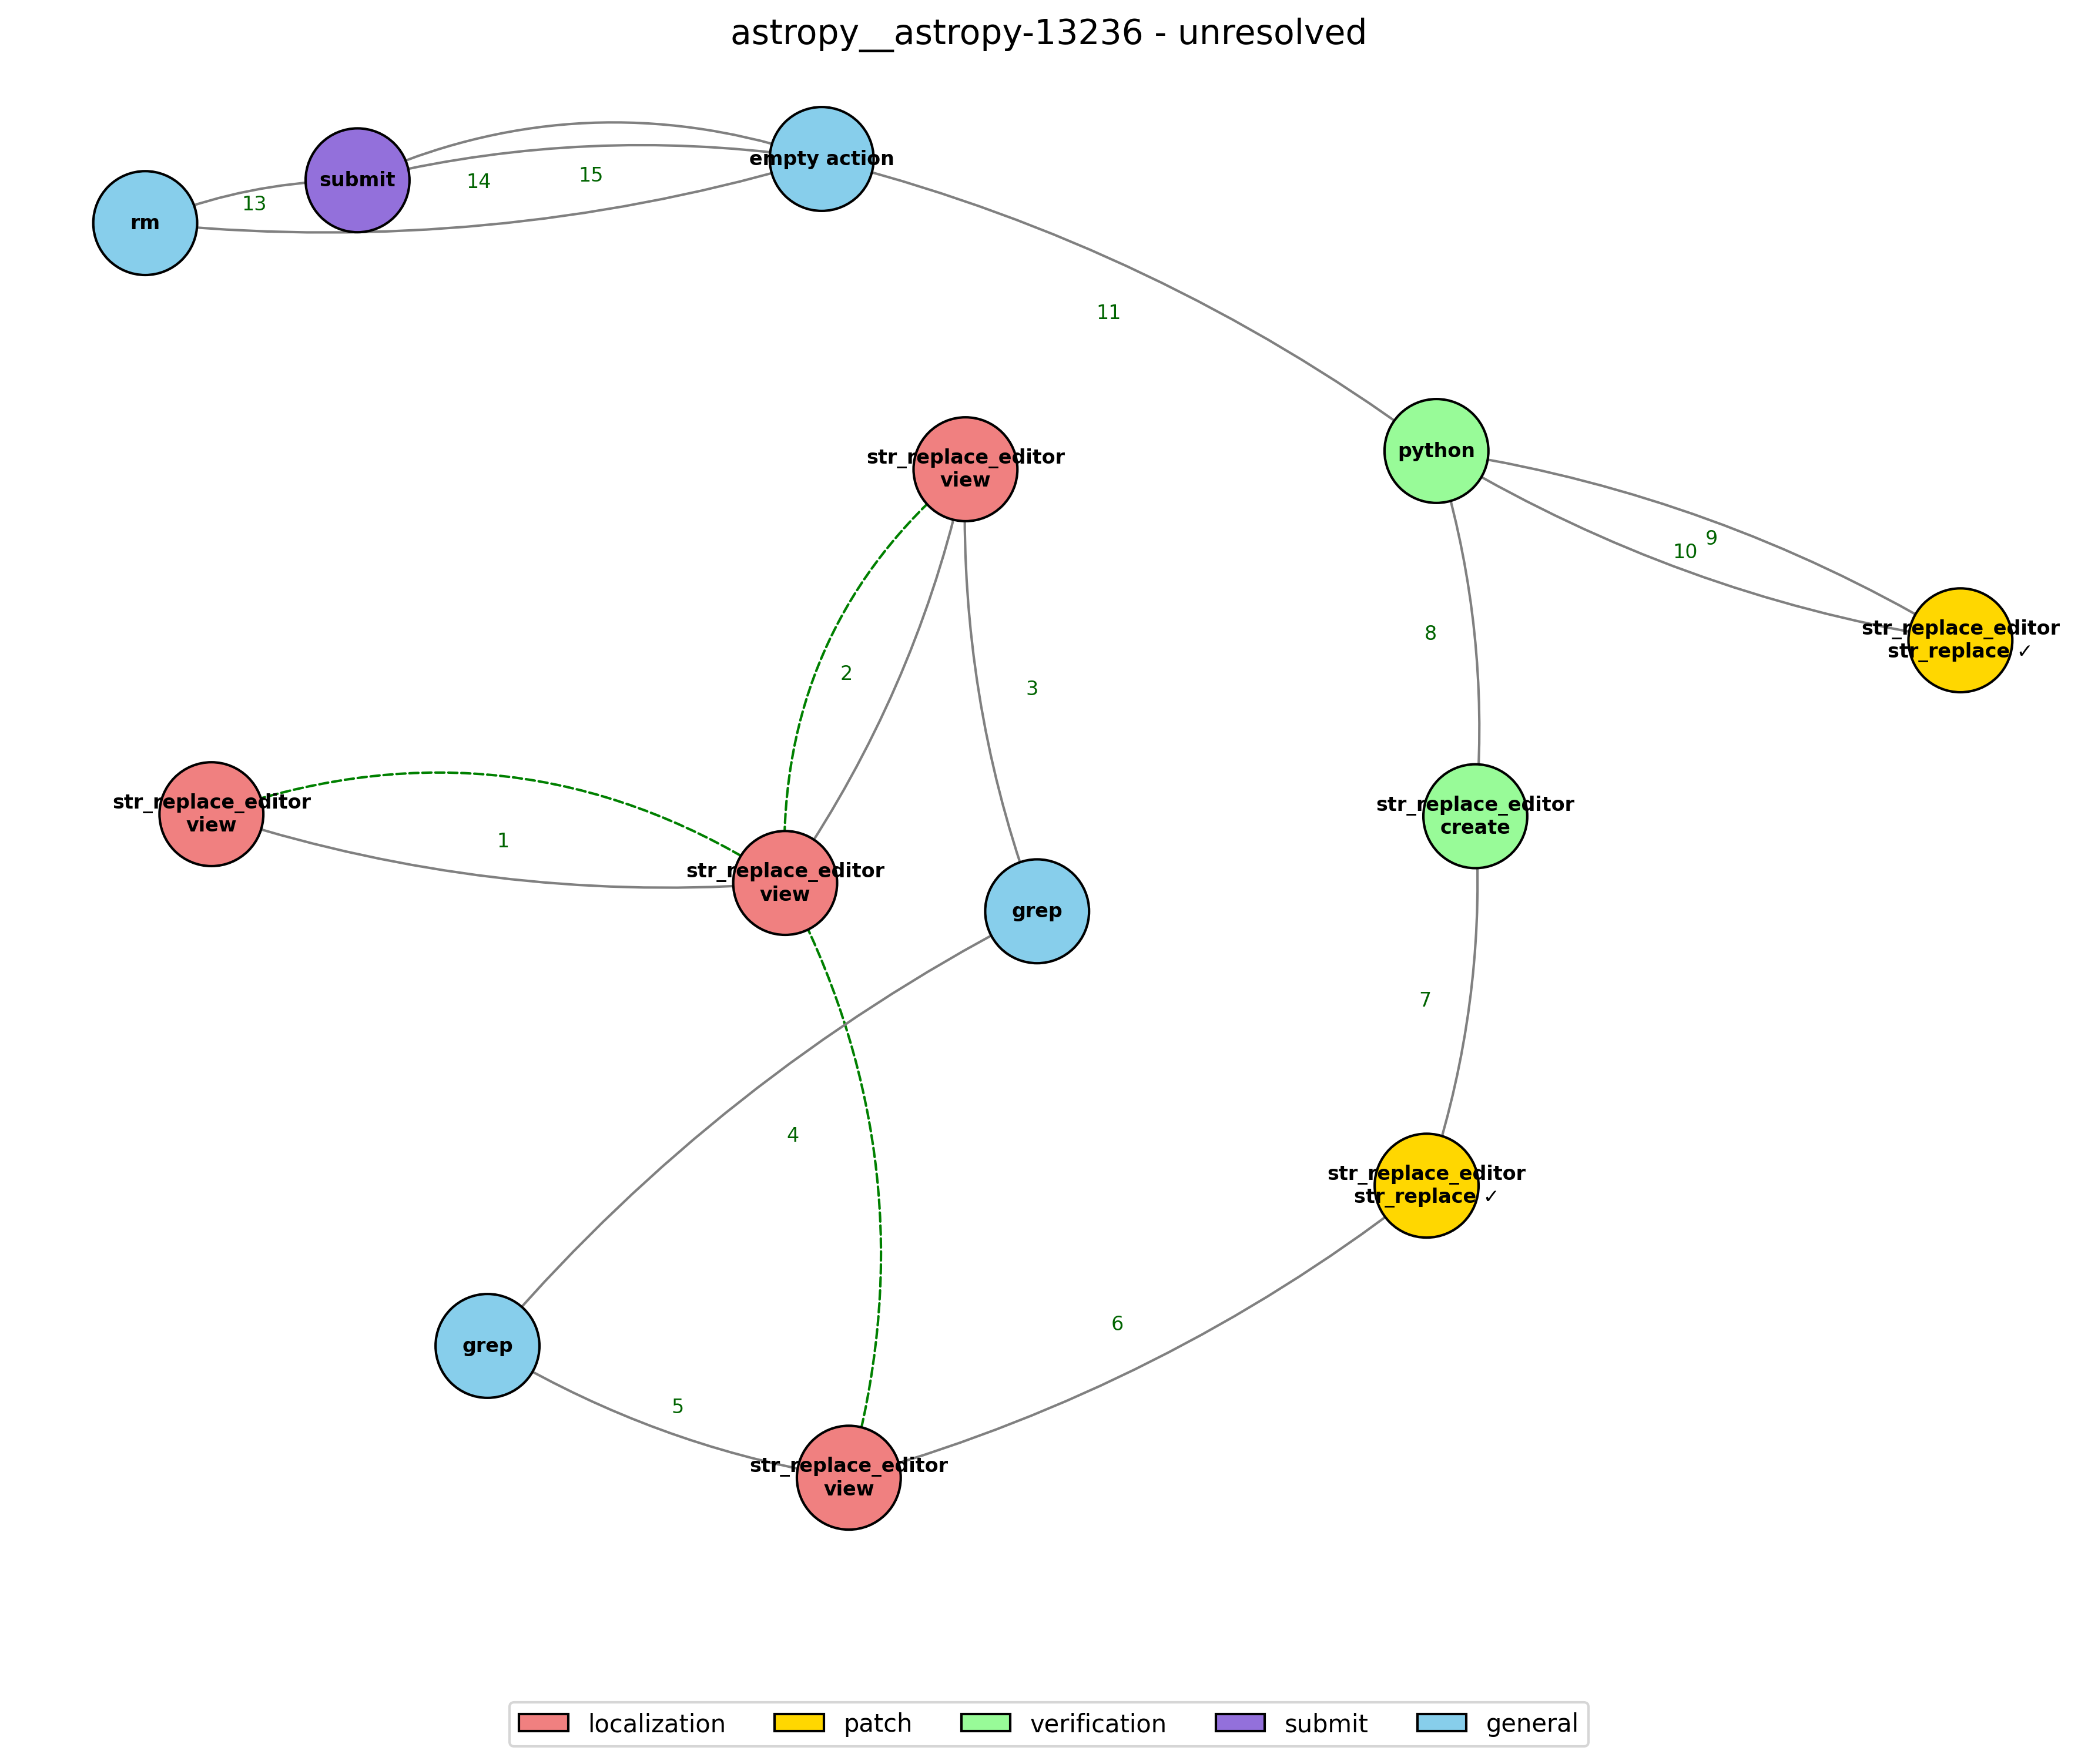 astropy__astropy-13236 - unresolved
empty action
submit
rm
14
15
13
11
python
str_replace_editor
view
9
10
str_replace_editor
str_replace ✓
8
2
3
str_replace_editor
view
1
str_replace_editor
create
str_replace_editor
view
grep
7
4
str_replace_editor
str_replace ✓
6
grep
5
str_replace_editor
view
localization
patch
verification
submit
general